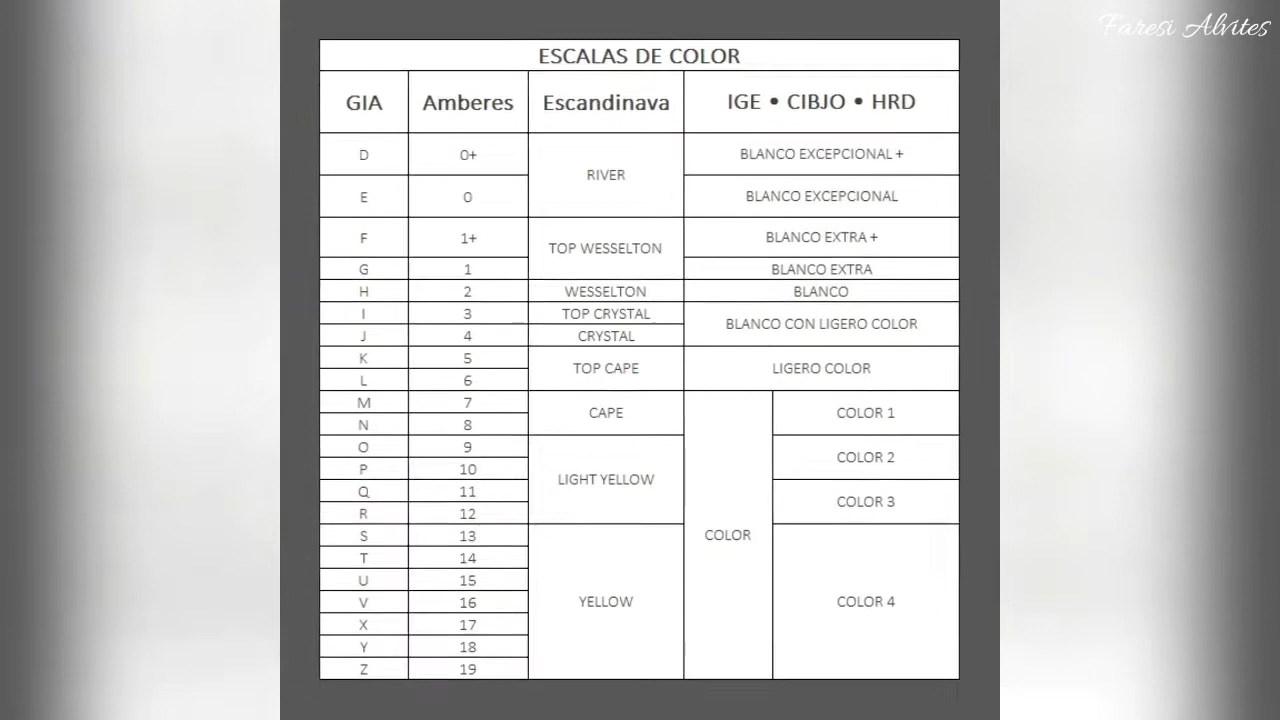 Faresi Alvites
ESCALAS DE COLOR
GIA Amberes Escandinava IGE • CIBJO • HRD
D 0+ RIVER BLANCO EXCEPCIONAL +
E 0 BLANCO EXCEPCIONAL
F 1+ TOP WESSELTON BLANCO EXTRA +
G 1 BLANCO EXTRA
H 2 WESSELTON BLANCO
I 3 TOP CRYSTAL BLANCO CON LIGERO COLOR
J 4 CRYSTAL
K 5 TOP CAPE LIGERO COLOR
L 6
M 7 CAPE COLOR COLOR 1
N 8
O 9 LIGHT YELLOW COLOR 2
P 10
Q 11 COLOR 3
R 12
S 13 YELLOW COLOR 4
T 14
U 15
V 16
X 17
Y 18
Z 19